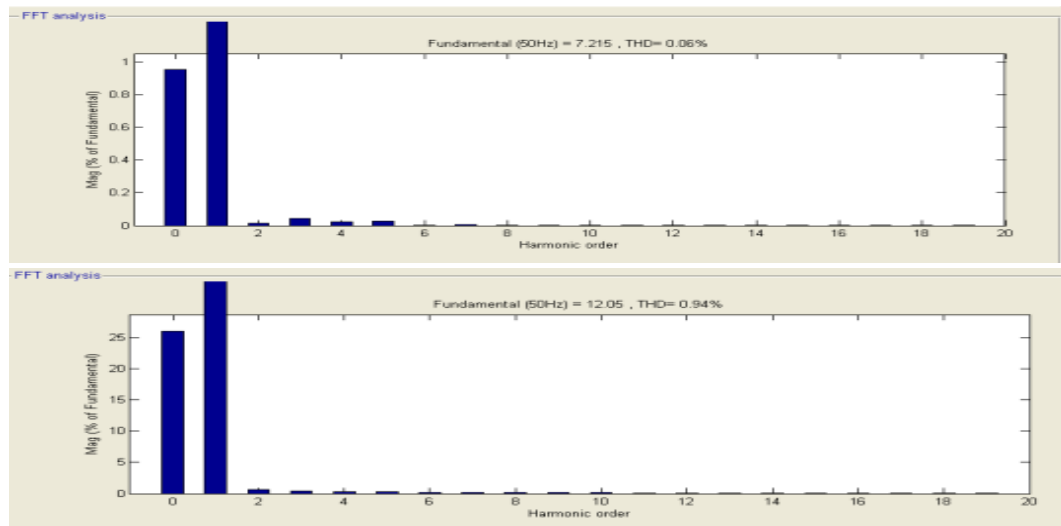 FFT analysis
Fundamental (50Hz) = 7.215 , THD= 0.06%
1
0.8
0.6
0.4
0.2
0
Mag (% of Fundamental)
0 2 4 6 8 10 12 14 16 18 20
Harmonic order
FFT analysis
Fundamental (50Hz) = 12.05 , THD= 0.94%
25
20
15
10
5
0
Mag (% of Fundamental)
0 2 4 6 8 10 12 14 16 18 20
Harmonic order